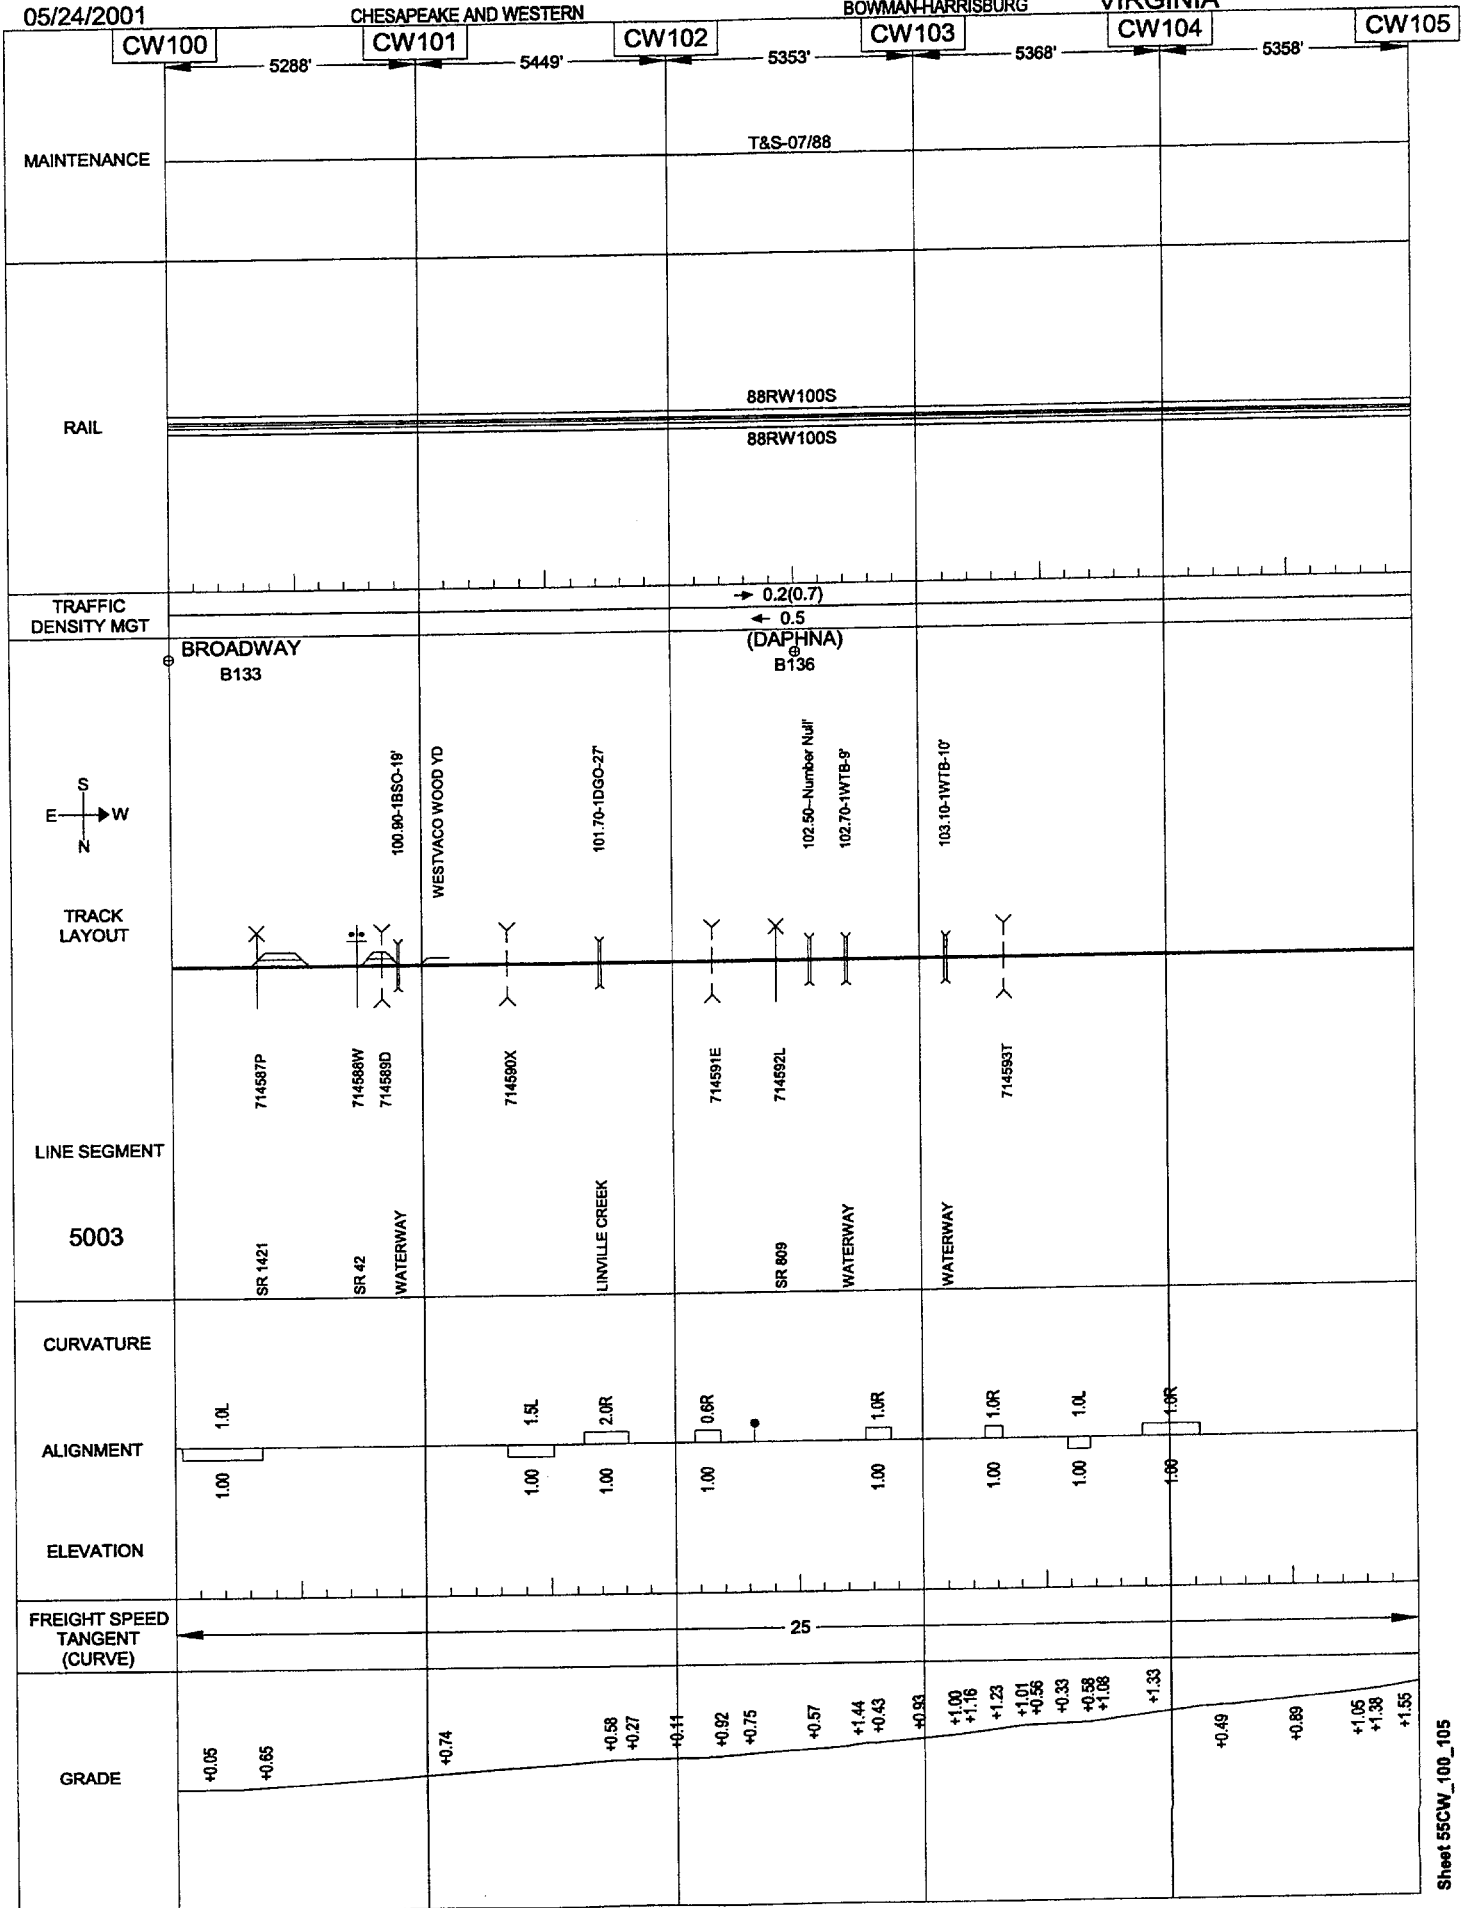 05/24/2001
CHESAPEAKE AND WESTERN
BOWMAN-HARRISBURG
VIRGINIA
CW100
CW101
CW102
CW103
CW104
CW105
5288'
5449'
5353'
5368'
5358'
MAINTENANCE
T&S-07/88
RAIL
88RW100S
88RW100S
TRAFFIC
DENSITY MGT
0.2(0.7)
0.5
BROADWAY
B133
(DAPHNA)
B136
S
E
W
N
100.90-1BSO-19'
WESTVACO WOOD YD
101.70-1DGO-27'
102.50--Number Null'
102.70-1WTB-9'
103.10-1WTB-10'
TRACK
LAYOUT
714587P
714588W
714589D
714590X
714591E
714592L
714593T
LINE SEGMENT
5003
SR 1421
SR 42
WATERWAY
LINVILLE CREEK
SR 809
WATERWAY
WATERWAY
CURVATURE
1.0L
1.5L
2.0R
0.6R
1.0R
1.0R
1.0L
1.0R
ALIGNMENT
1.00
1.00
1.00
1.00
1.00
1.00
1.00
1.00
ELEVATION
FREIGHT SPEED
TANGENT
(CURVE)
25
GRADE
+0.05
+0.65
+0.74
+0.58
+0.27
+0.11
+0.92
+0.75
+0.57
+1.44
+0.43
+0.93
+1.00
+1.16
+1.23
+1.01
+0.56
+0.33
+0.58
+1.08
+1.33
+0.49
+0.89
+1.05
+1.38
+1.55
Sheet 55CW_100_105